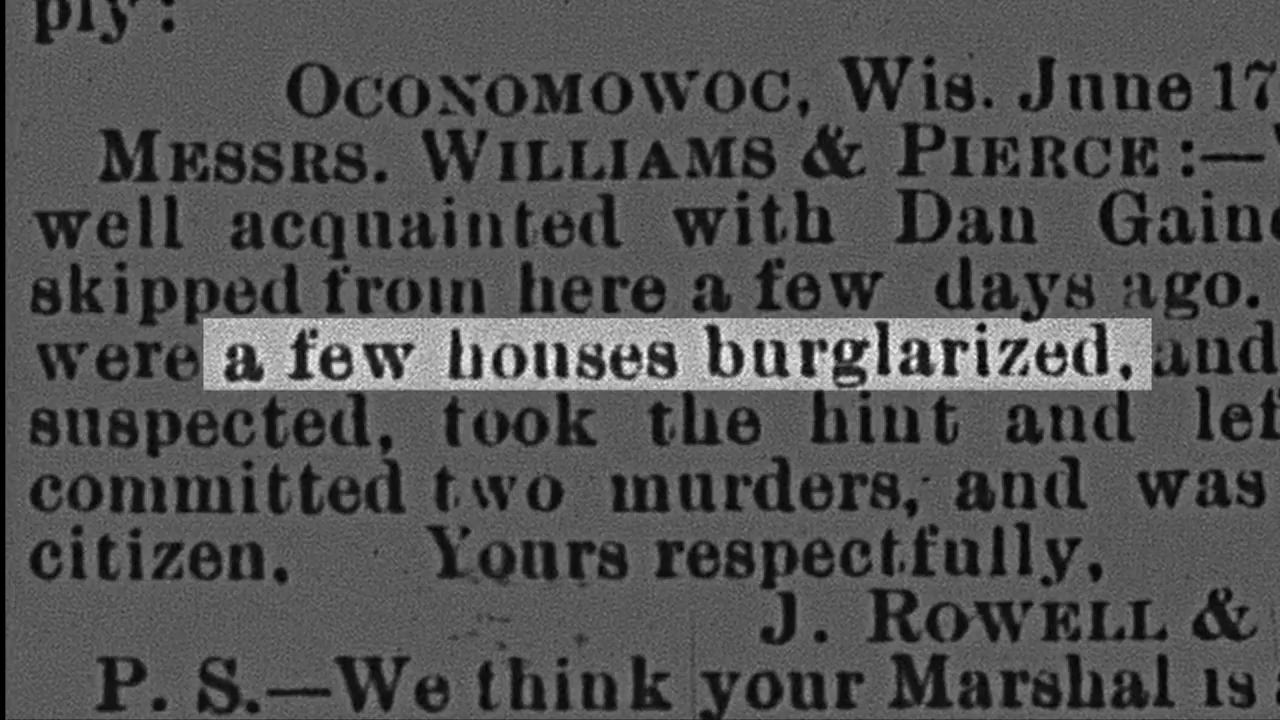 ply:
OCONOMOWOC, Wis. June 17
MESSRS. WILLIAMS & PIERCE:—
well acquainted with Dan Gain
skipped from here a few days ago.
were a few houses burglarized, and
suspected, took the hint and lef
committed two murders, and was
citizen. Yours respectfully,
J. ROWELL &
P. S.—We think your Marshal is